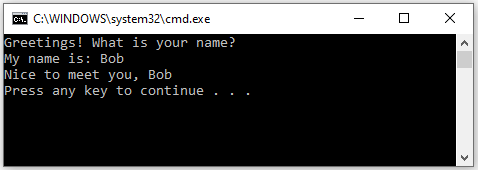 C:\WINDOWS\system32\cmd.exe
Greetings! What is your name?
My name is: Bob
Nice to meet you, Bob
Press any key to continue . . .